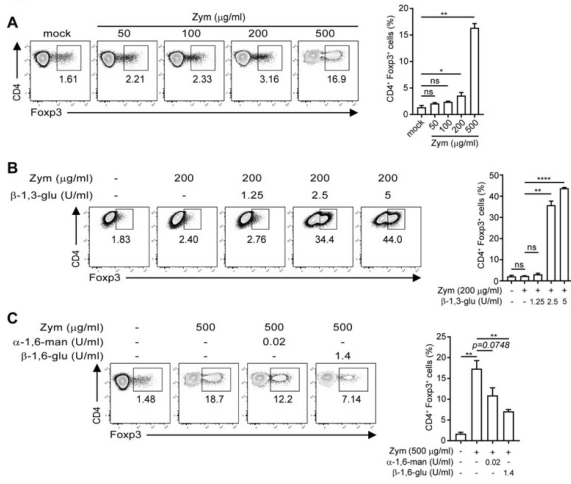 A
Zym (μg/ml)
mock 50 100 200 500
1.61 2.21 2.33 3.16 16.9
CD4
Foxp3
CD4⁺ Foxp3⁺ cells (%)
20
15
10
5
0
**
*
ns
ns
mock 50 100 200 500
Zym (μg/ml)
B
Zym (μg/ml) - 200 200 200 200
β-1,3-glu (U/ml) - - 1.25 2.5 5
1.83 2.40 2.76 34.4 44.0
CD4
Foxp3
CD4⁺ Foxp3⁺ cells (%)
50
40
30
20
10
0
****
**
ns
ns
Zym (200 μg/ml) - + + + +
β-1,3-glu (U/ml) - - 1.25 2.5 5
C
Zym (μg/ml) - 500 500 500
α-1,6-man (U/ml) - - 0.02 -
β-1,6-glu (U/ml) - - - 1.4
1.48 18.7 12.2 7.14
CD4
Foxp3
CD4⁺ Foxp3⁺ cells (%)
25
20
15
10
5
0
**
p=0.0748
**
Zym (500 μg/ml) - + + +
α-1,6-man (U/ml) - - 0.02 -
β-1,6-glu (U/ml) - - - 1.4